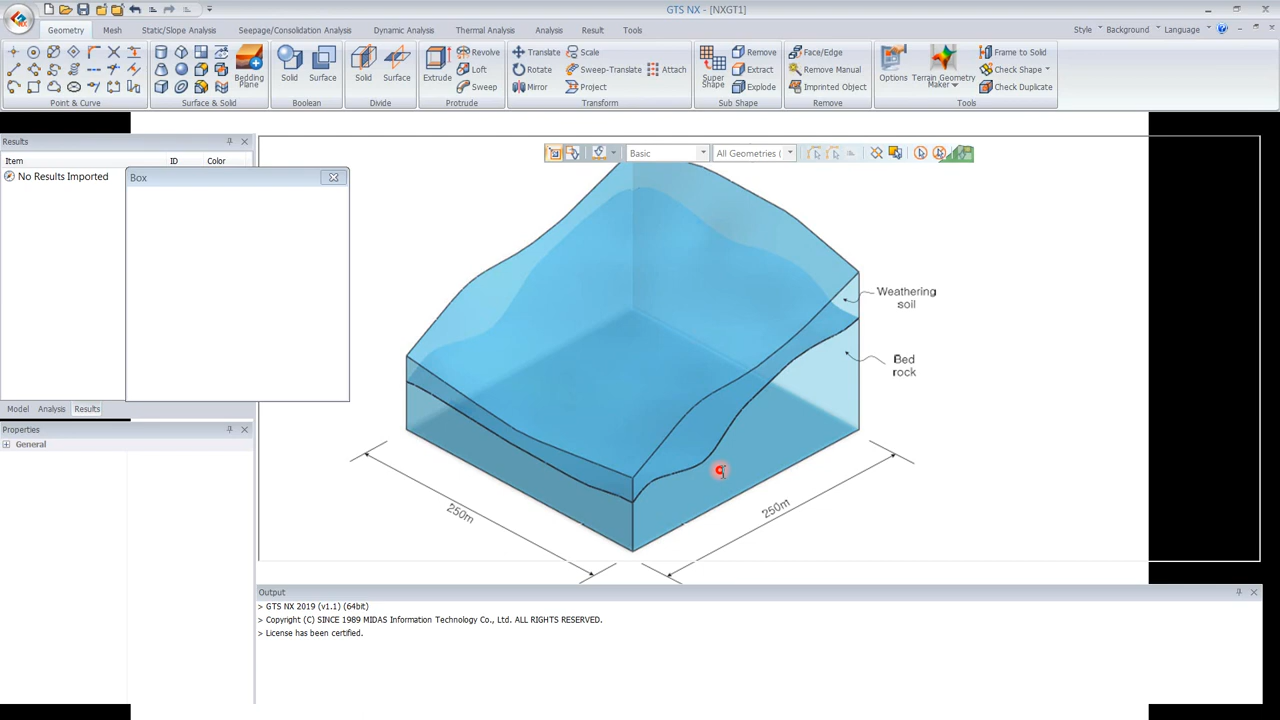 GTS NX - [NXGT1]
Geometry Mesh Static/Slope Analysis Seepage/Consolidation Analysis Dynamic Analysis Thermal Analysis Analysis Result Tools Style Background Language
Revolve Translate Scale Remove Face/Edge Frame to Solid
Bedding Plane Solid Surface Solid Surface Extrude Loft Rotate Sweep-Translate Attach Super Shape Extract Remove Manual Options Terrain Geometry Maker Check Shape
Sweep Mirror Project Explode Imprinted Object Check Duplicate
Point & Curve Surface & Solid Boolean Divide Protrude Transform Sub Shape Remove Tools
Results
Basic All Geometries (
Item ID Color
No Results Imported
Box
Weathering
soil
Bed
rock
Model Analysis Results
Properties
General
250m 250m
Output
> GTS NX 2019 (v1.1) (64bit)
> Copyright (C) SINCE 1989 MIDAS Information Technology Co., Ltd. ALL RIGHTS RESERVED.
> License has been certified.